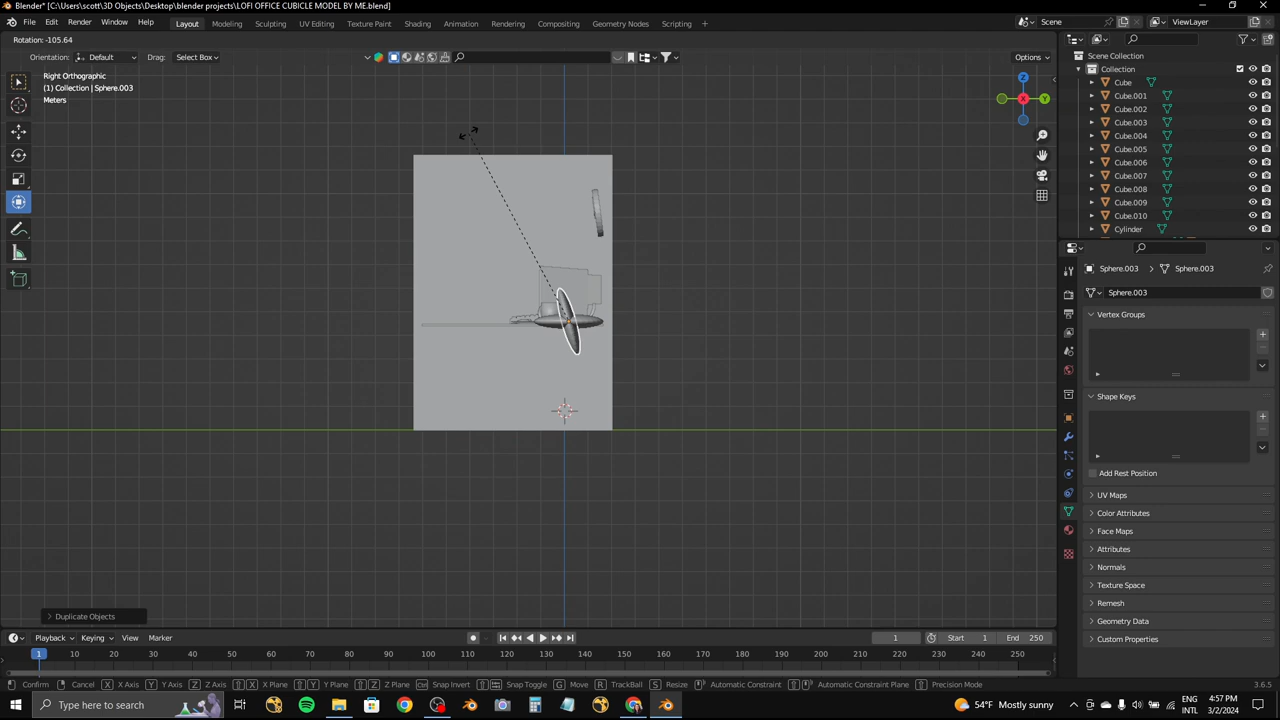 Blender* [C:\Users\scott\3D Objects\Desktop\blender projects\LOFI OFFICE CUBICLE MODEL BY ME.blend]
File Edit Render Window Help Layout Modeling Sculpting UV Editing Texture Paint Shading Animation Rendering Compositing Geometry Nodes Scripting Scene ViewLayer
Rotation: -105.64
Orientation: Default Drag: Select Box Options
Right Orthographic
(1) Collection | Sphere.003
Meters
Z
X
Y
Scene Collection
Collection
Cube
Cube.001
Cube.002
Cube.003
Cube.004
Cube.005
Cube.006
Cube.007
Cube.008
Cube.009
Cube.010
Cylinder
Sphere.003 Sphere.003
Sphere.003
Vertex Groups
Shape Keys
Add Rest Position
UV Maps
Color Attributes
Face Maps
Attributes
Normals
Texture Space
Remesh
Geometry Data
Custom Properties
Duplicate Objects
Playback Keying View Marker 1 Start 1 End 250
1 10 20 30 40 50 60 70 80 90 100 110 120 130 140 150 160 170 180 190 200 210 220 230 240 250
Confirm Cancel X X Axis Y Y Axis Z Z Axis X X Plane Y Y Plane Z Z Plane Ctrl Snap Invert Snap Toggle G Move R TrackBall S Resize Automatic Constraint Automatic Constraint Plane Precision Mode 3.6.5
Type here to search 54°F Mostly sunny ENG INTL 4:57 PM 3/2/2024